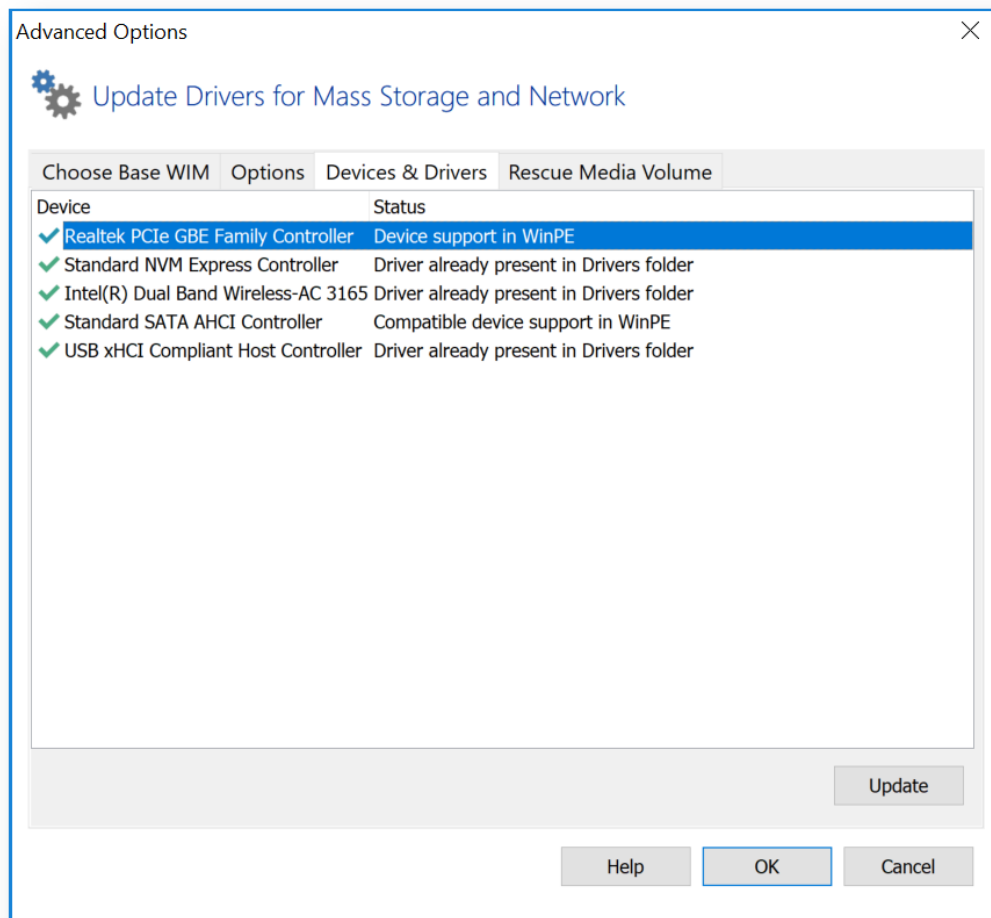 Advanced Options
Update Drivers for Mass Storage and Network
Choose Base WIM Options Devices & Drivers Rescue Media Volume
Device Status
Realtek PCIe GBE Family Controller Device support in WinPE
Standard NVM Express Controller Driver already present in Drivers folder
Intel(R) Dual Band Wireless-AC 3165 Driver already present in Drivers folder
Standard SATA AHCI Controller Compatible device support in WinPE
USB xHCI Compliant Host Controller Driver already present in Drivers folder
Update
Help OK Cancel